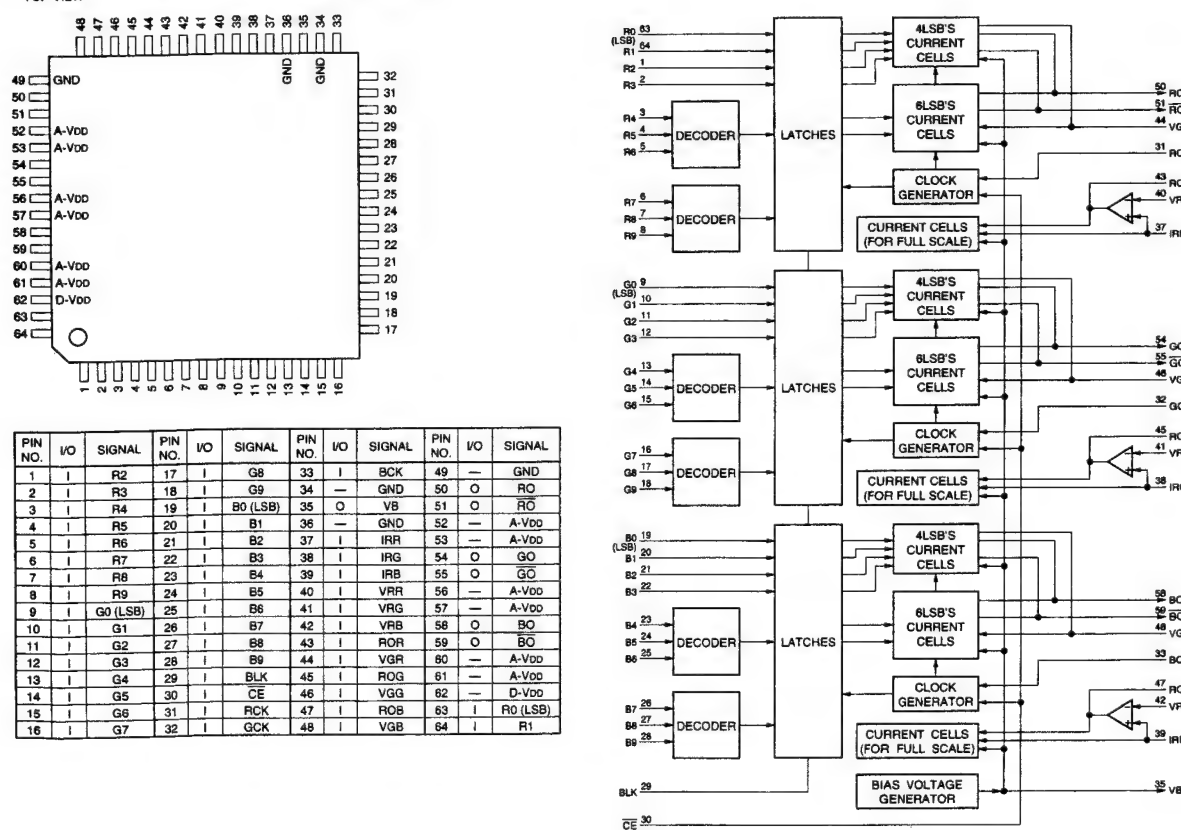 48 47 46 45 44 43 42 41 40 39 38 37 36 35 34 33
GND GND
49 GND 32
50 31
51 30
52 A-VDD 29
53 A-VDD 28
54 27
55 26
56 A-VDD 25
57 A-VDD 24
58 23
59 22
60 A-VDD 21
61 A-VDD 20
62 D-VDD 19
63 18
64 17
1 2 3 4 5 6 7 8 9 10 11 12 13 14 15 16
PIN NO. I/O SIGNAL PIN NO. I/O SIGNAL PIN NO. I/O SIGNAL PIN NO. I/O SIGNAL
1 I R2 17 I G8 33 I BCK 49 — GND
2 I R3 18 I G9 34 — GND 50 O RO
3 I R4 19 I B0 (LSB) 35 O VB 51 O R̅O̅
4 I R5 20 I B1 36 — GND 52 — A-VDD
5 I R6 21 I B2 37 I IRR 53 — A-VDD
6 I R7 22 I B3 38 I IRG 54 O GO
7 I R8 23 I B4 39 I IRB 55 O G̅O̅
8 I R9 24 I B5 40 I VRR 56 — A-VDD
9 I G0 (LSB) 25 I B6 41 I VRG 57 — A-VDD
10 I G1 26 I B7 42 I VRB 58 O BO
11 I G2 27 I B8 43 I ROR 59 O B̅O̅
12 I G3 28 I B9 44 I VGR 60 — A-VDD
13 I G4 29 I BLK 45 I ROG 61 — A-VDD
14 I G5 30 I C̅E̅ 46 I VGG 62 — D-VDD
15 I G6 31 I RCK 47 I ROB 63 I R0 (LSB)
16 I G7 32 I GCK 48 I VGB 64 I R1
R0 63
(LSB)
R1 64
R2 1
R3 2
R4 3
R5 4
R6 5
DECODER
R7 6
R8 7
R9 8
DECODER
LATCHES
4LSB'S
CURRENT
CELLS
6LSB'S
CURRENT
CELLS
CLOCK
GENERATOR
CURRENT CELLS
(FOR FULL SCALE)
50 RO
51 R̅O̅
44 VG
31 RC
43 RO
40 VR
37
G0 9
(LSB)
G1 10
G2 11
G3 12
G4 13
G5 14
G6 15
DECODER
G7 16
G8 17
G9 18
DECODER
LATCHES
4LSB'S
CURRENT
CELLS
6LSB'S
CURRENT
CELLS
CLOCK
GENERATOR
CURRENT CELLS
(FOR FULL SCALE)
54 GO
55 G̅O̅
46 VG
32 GC
45 RO
41 VR
38
B0 19
(LSB)
B1 20
B2 21
B3 22
B4 23
B5 24
B6 25
DECODER
B7 26
B8 27
B9 28
DECODER
LATCHES
4LSB'S
CURRENT
CELLS
6LSB'S
CURRENT
CELLS
CLOCK
GENERATOR
CURRENT CELLS
(FOR FULL SCALE)
58 BO
59 B̅O̅
48 VG
33 BC
47 RO
42 VR
39
BLK 29
BIAS VOLTAGE
GENERATOR
35 VB
C̅E̅ 30